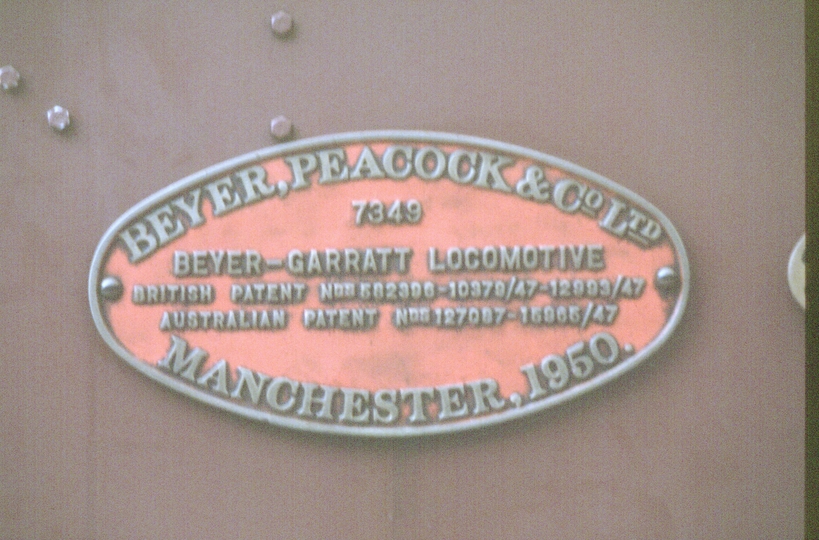 BEYER, PEACOCK & Cº LTD
7349
BEYER-GARRATT LOCOMOTIVE
BRITISH PATENT Nos 582396-10379/47-12993/47
AUSTRALIAN PATENT Nos 127097-15965/47
MANCHESTER, 1950.